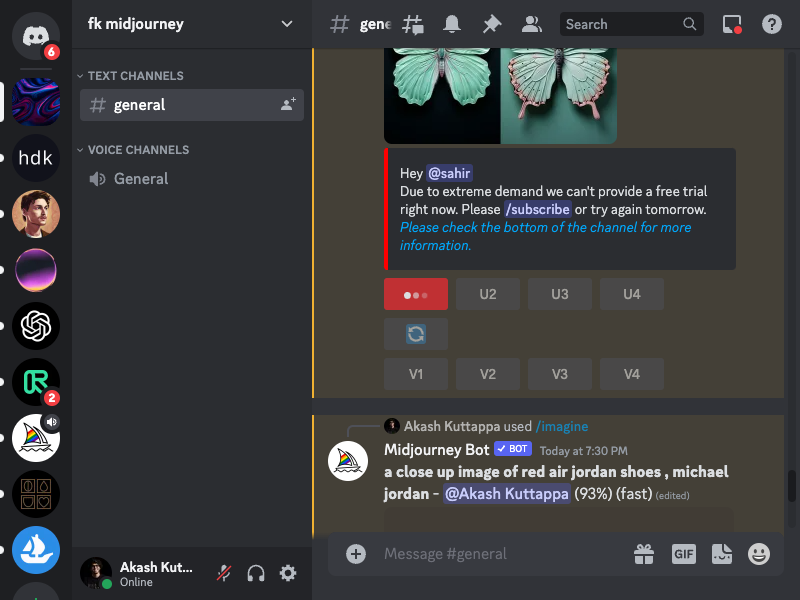 fk midjourney
gene
Search
6
TEXT CHANNELS
general
VOICE CHANNELS
General
hdk
2
Hey @sahir
Due to extreme demand we can't provide a free trial
right now. Please /subscribe or try again tomorrow.
Please check the bottom of the channel for more
information.
U2 U3 U4
V1 V2 V3 V4
Akash Kuttappa used /imagine
Midjourney Bot ✓ BOT Today at 7:30 PM
a close up image of red air jordan shoes , michael
jordan - @Akash Kuttappa (93%) (fast) (edited)
Message #general
GIF
Akash Kut...
Online